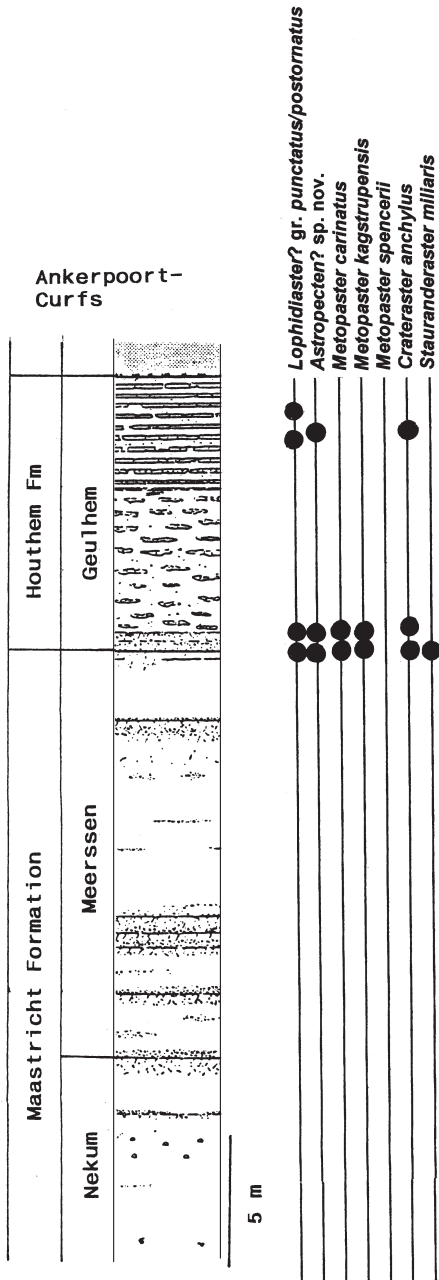 Ankerpoort-
Curfs
Houthem Fm
Geulhem
Maastricht Formation
Meerssen
Nekum
5 m
Lophidiaster? gr. punctatus/postornatus
Astropecten? sp. nov.
Metopaster carinatus
Metopaster kagstrupensis
Metopaster spencerii
Crateraster anchylus
Stauranderaster miliaris